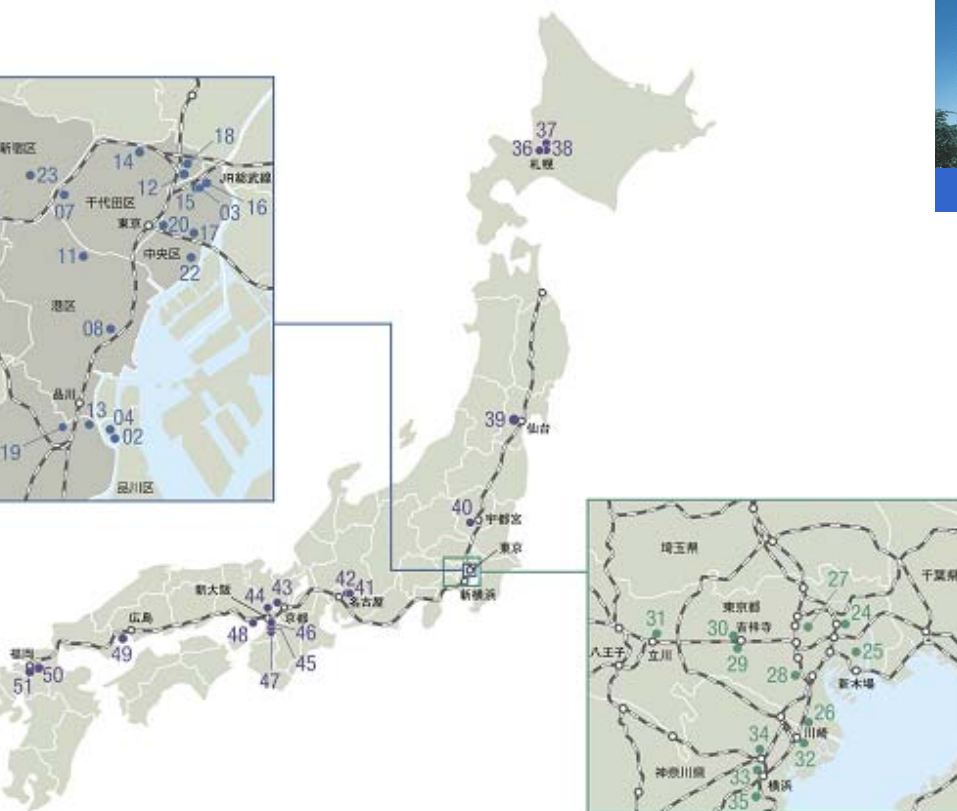 新宿区
23
14
18
12
JR総武線
15
03
16
07
千代田区
東京
20
17
11
中央区
22
港区
08
品川
13
04
02
19
品川区
37
36
38
札幌
39
仙台
40
宇都宮
東京
新横浜
42
41
名古屋
新大阪
44
43
京都
48
46
45
47
広島
49
福岡
50
51
埼玉県
千葉県
27
東京都
24
31
30
吉祥寺
八王子
立川
29
25
28
新木場
26
34
川崎
32
神奈川県
33
横浜
35